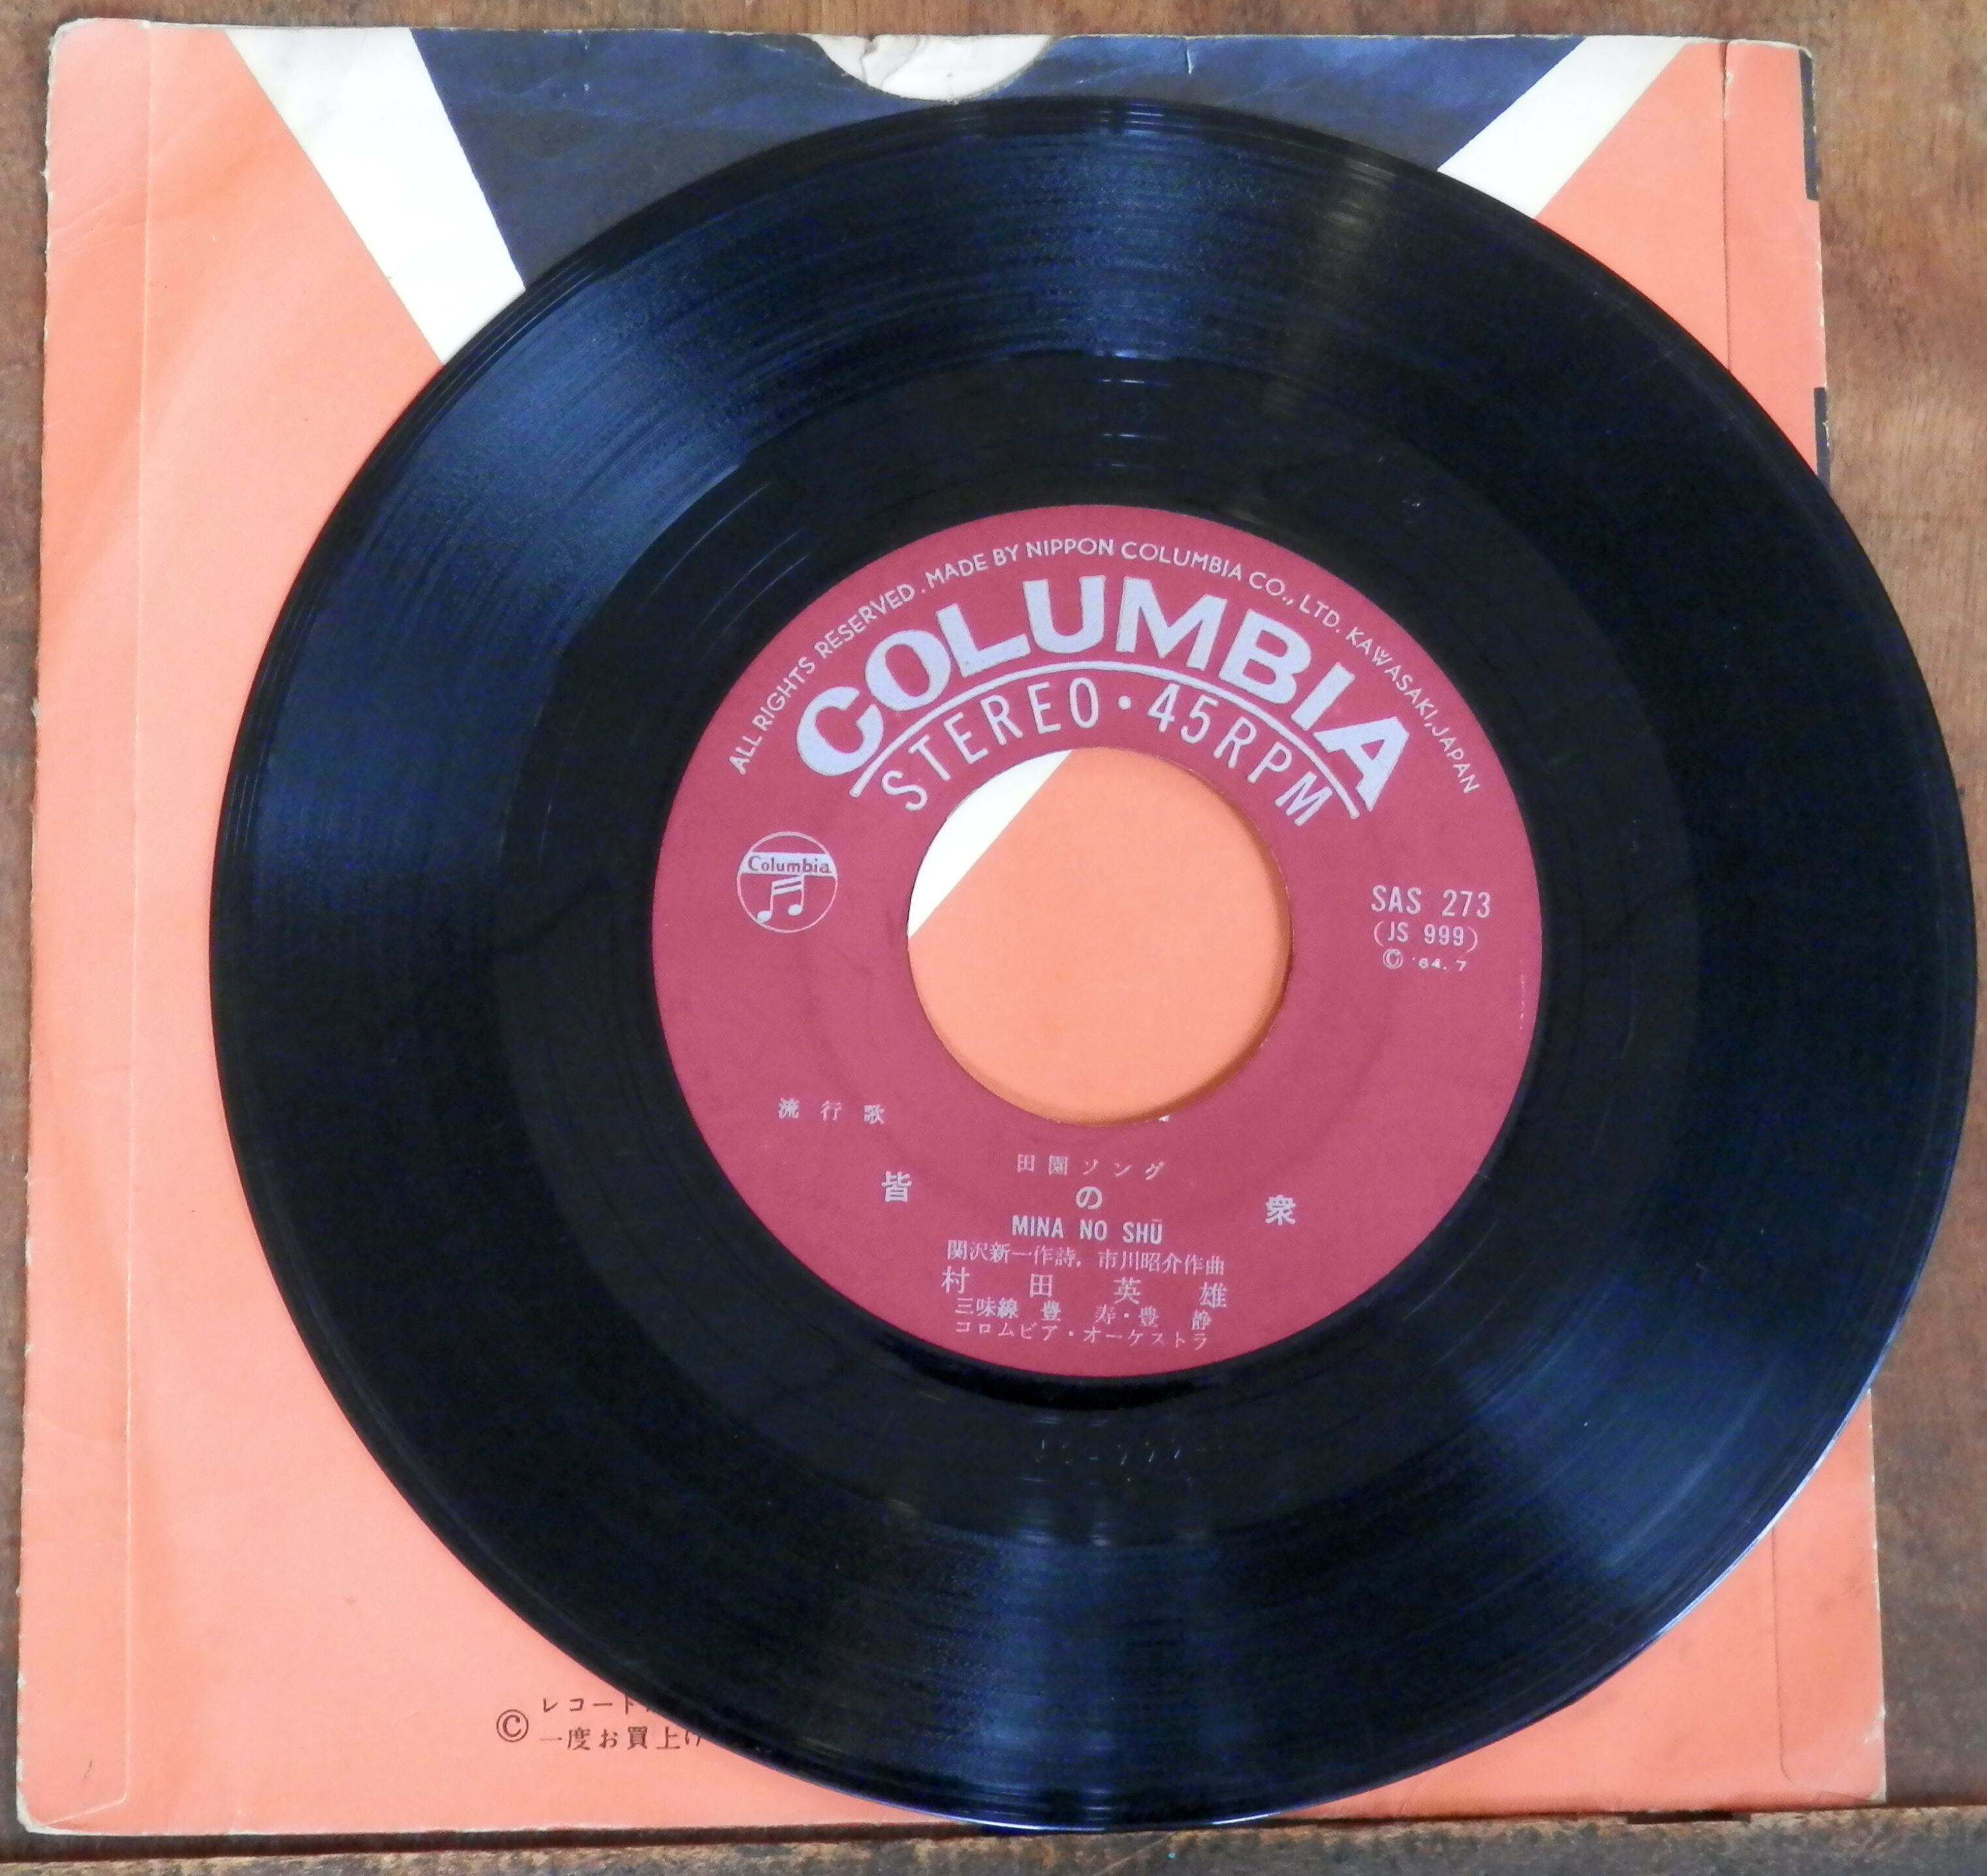 ALL RIGHTS RESERVED. MADE BY NIPPON COLUMBIA CO., LTD. KAWASAKI, JAPAN
COLUMBIA
STEREO・45RPM
Columbia
SAS 273
(JS 999)
© '64. 7
流行歌
田園ソング
皆の衆
MINA NO SHŪ
関沢新一作詩, 市川昭介作曲
村田英雄
三味線 豊 寿・豊 静
コロムビア・オーケストラ
© レコード
一度お買上げ